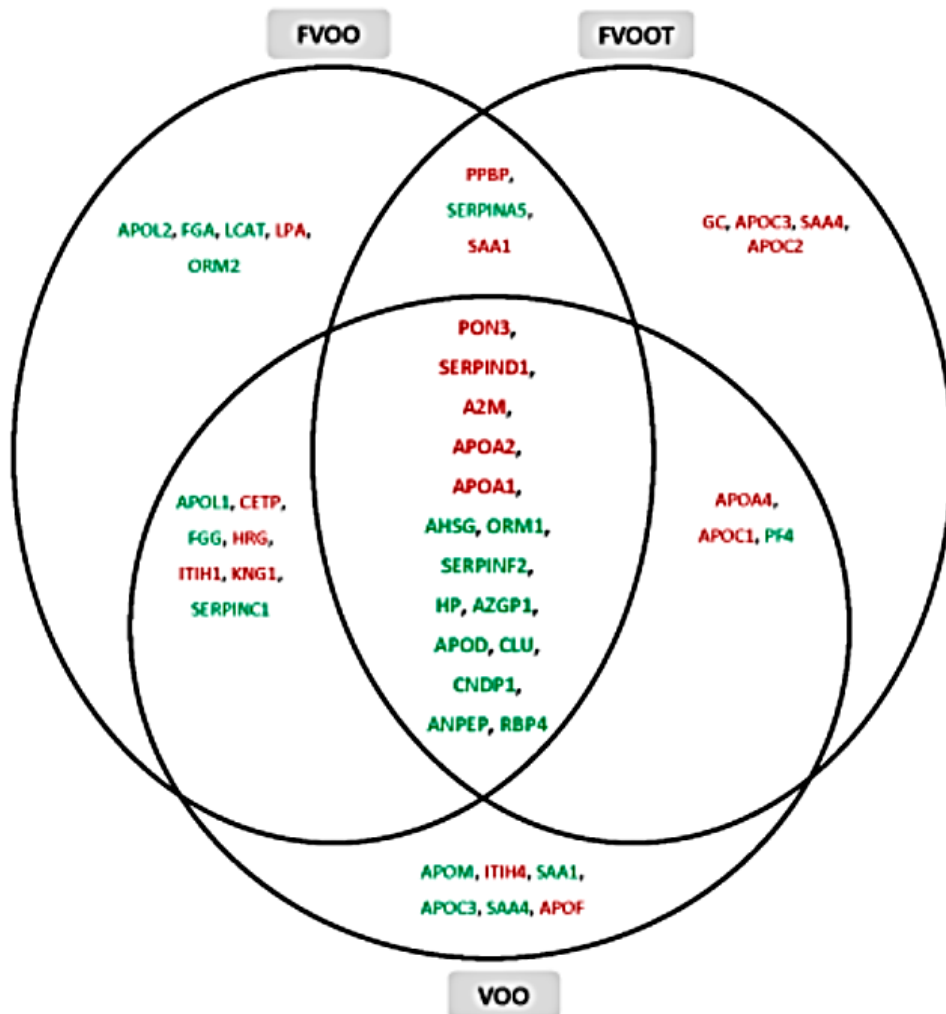 FVOO
FVOOT
PPBP,
SERPINA5,
SAA1
APOL2, FGA, LCAT, LPA,
ORM2
GC, APOC3, SAA4,
APOC2
PON3,
SERPIND1,
A2M,
APOA2,
APOA1,
AHSG, ORM1,
SERPINF2,
HP, AZGP1,
APOD, CLU,
CNDP1,
ANPEP, RBP4
APOL1, CETP,
FGG, HRG,
ITIH1, KNG1,
SERPINC1
APOA4,
APOC1, PF4
APOM, ITIH4, SAA1,
APOC3, SAA4, APOF
VOO